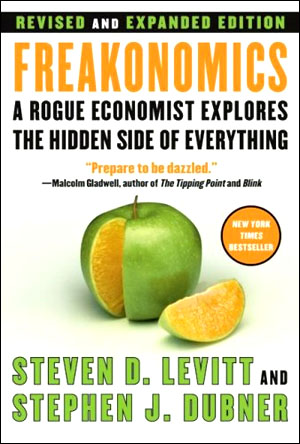 REVISED AND EXPANDED EDITION
FREAKONOMICS
A ROGUE ECONOMIST EXPLORES
THE HIDDEN SIDE OF EVERYTHING
“Prepare to be dazzled.”
—Malcolm Gladwell, author of The Tipping Point and Blink
NEW YORK
TIMES
BESTSELLER
STEVEN D. LEVITT AND
STEPHEN J. DUBNER